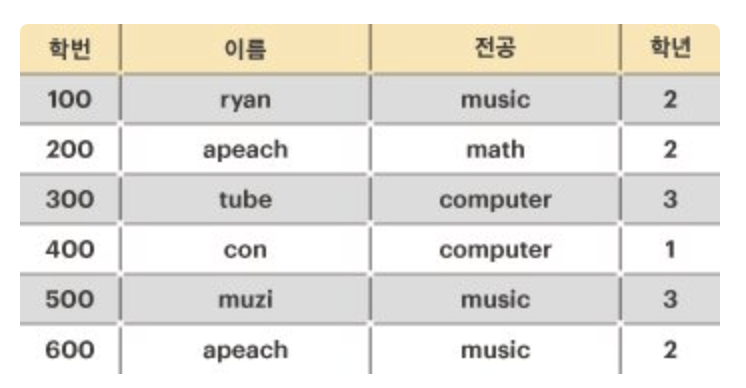 학번 이름 전공 학년
100 ryan music 2
200 apeach math 2
300 tube computer 3
400 con computer 1
500 muzi music 3
600 apeach music 2